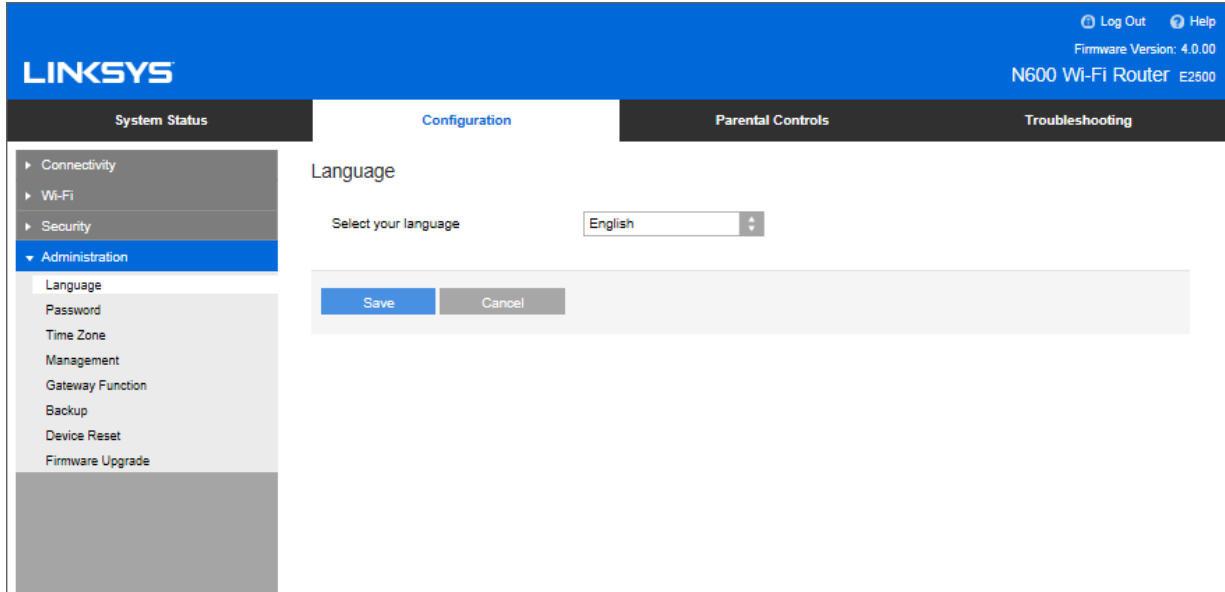 Log Out Help
Firmware Version: 4.0.00
LINKSYS
N600 Wi-Fi Router E2500
System Status Configuration Parental Controls Troubleshooting
Connectivity
Wi-Fi
Security
Administration
Language
Password
Time Zone
Management
Gateway Function
Backup
Device Reset
Firmware Upgrade
Language
Select your language English
Save Cancel